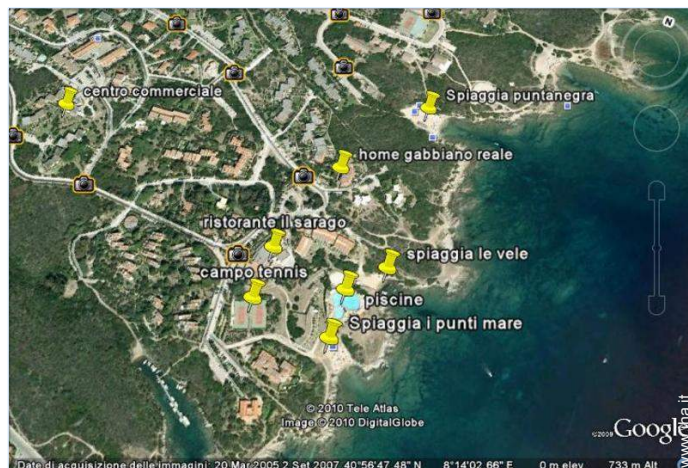 N
centro commerciale
Spiaggia puntanegra
home gabbiano reale
ristorante il sarago
spiaggia le vele
campo tennis
piscine
Spiaggia i punti mare
© 2010 Tele Atlas
Image © 2010 DigitalGlobe
©2009 Google
Date di acquisizione delle immagini: 20 Mar 2005 2 Set 2007 40°56'47.48" N 8°14'02.66" E 0 m elev 733 m Alt